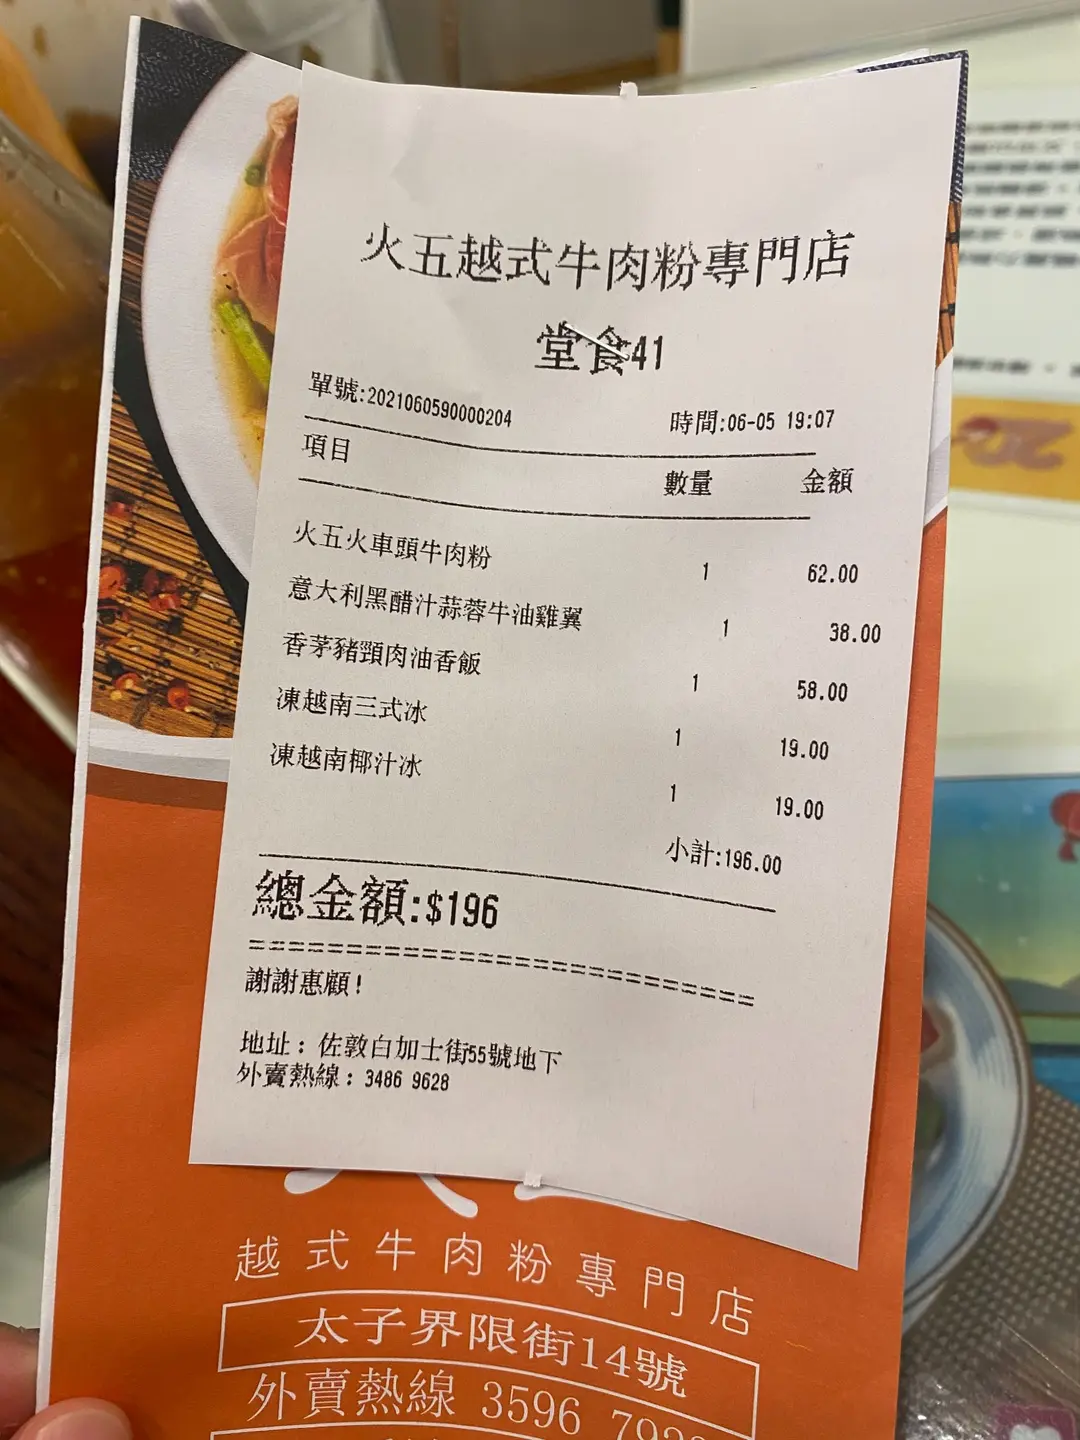 火五越式牛肉粉專門店
堂食41
單號:2021060590000204 時間:06-05 19:07
項目 數量 金額
火五火車頭牛肉粉 1 62.00
意大利黑醋汁蒜蓉牛油雞翼 1 38.00
香茅豬頸肉油香飯 1 58.00
凍越南三式冰 1 19.00
凍越南椰汁冰 1 19.00
小計:196.00
總金額:$196
謝謝惠顧!
地址: 佐敦白加士街55號地下
外賣熱線: 3486 9628
越式牛肉粉專門店
太子界限街14號
外賣熱線 3596